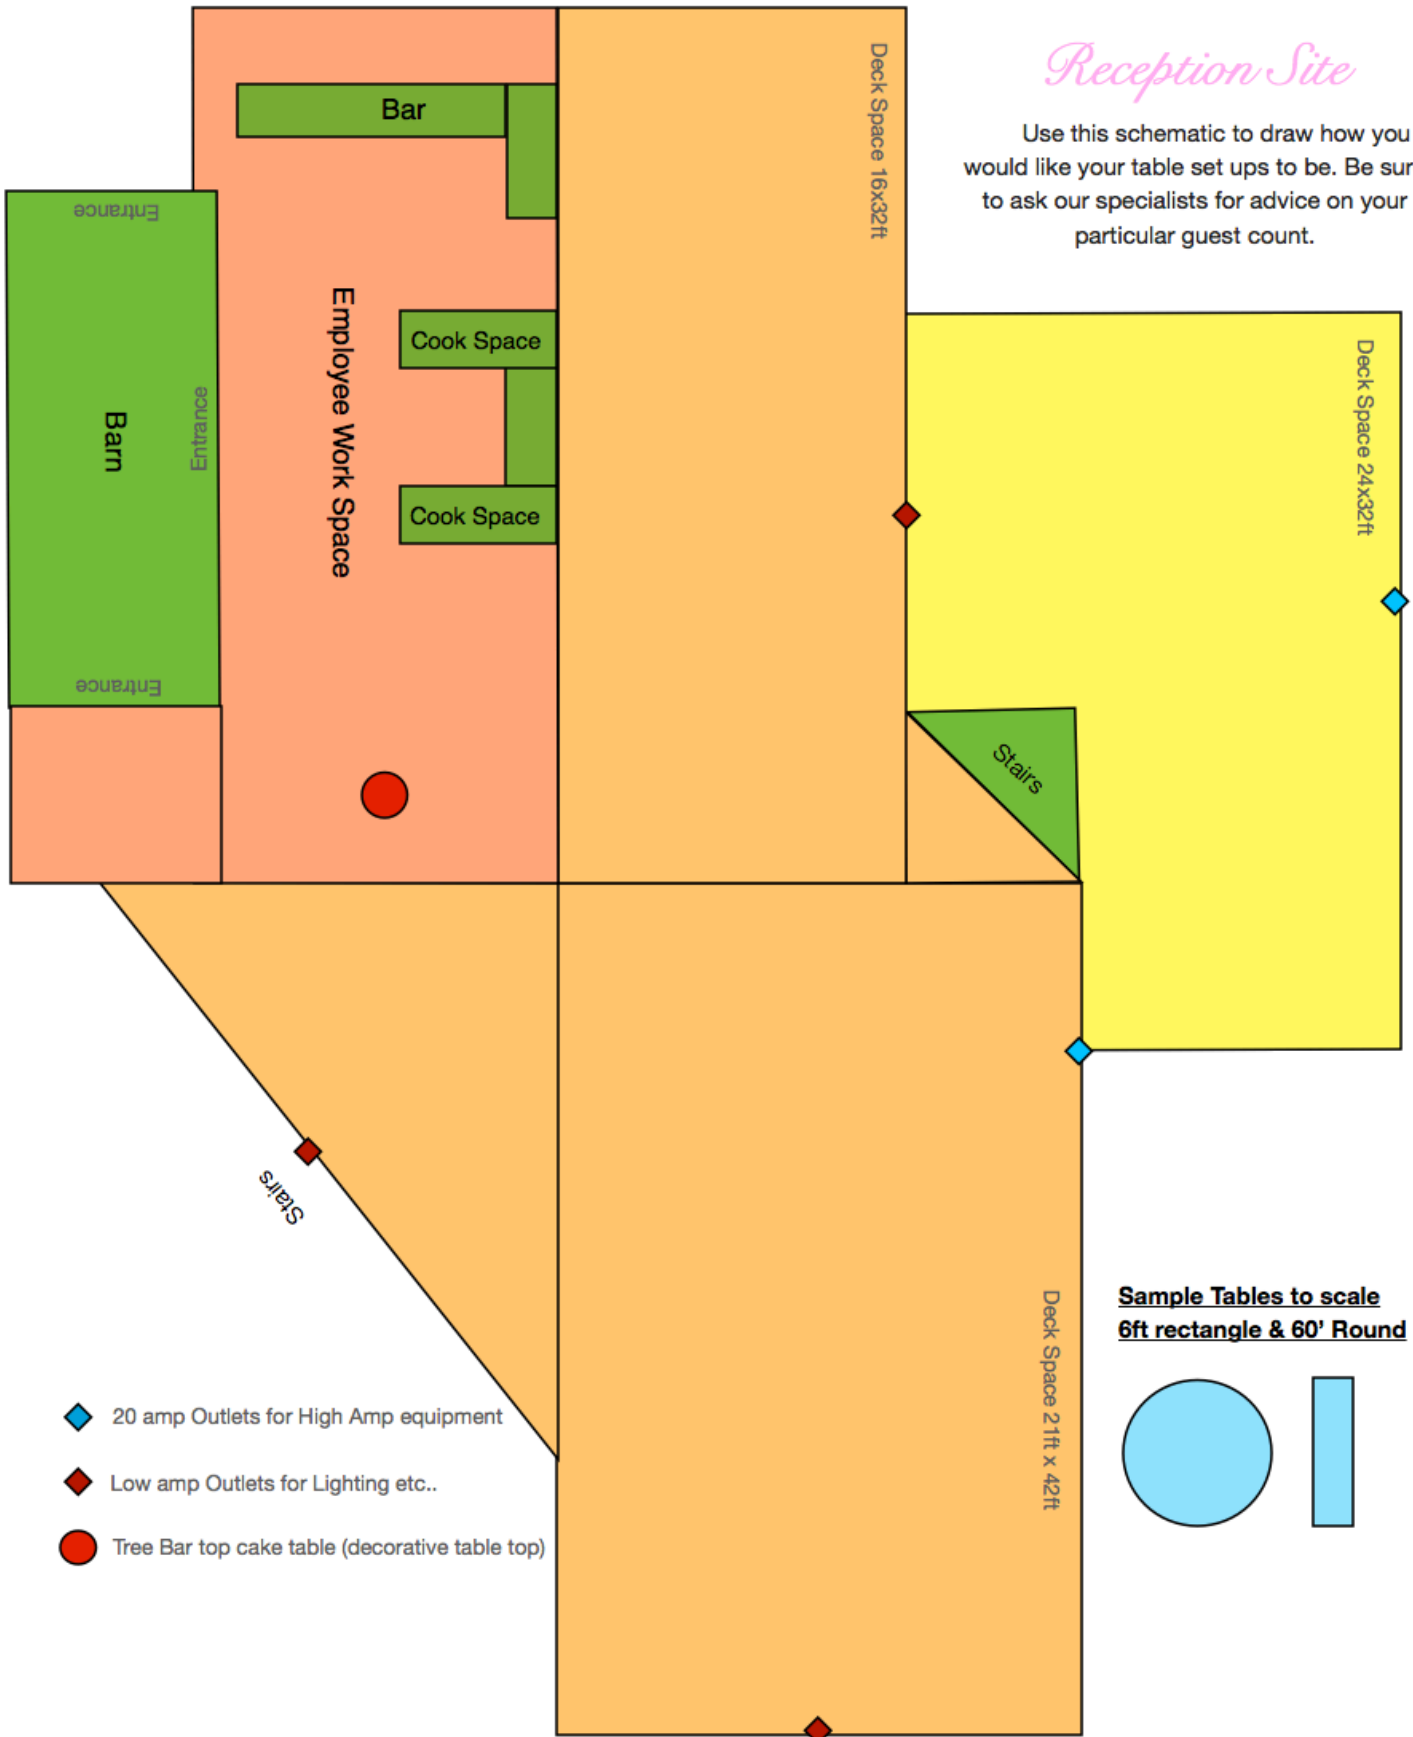 Reception Site
Use this schematic to draw how you
would like your table set ups to be. Be sur
to ask our specialists for advice on your
particular guest count.
Bar
Deck Space 16x32ft
Entrance
Employee Work Space
Cook Space
Deck Space 24x32ft
Entrance
Barn
Cook Space
Entrance
Stairs
Stairs
Deck Space 21ft x 42ft
Sample Tables to scale
6ft rectangle & 60’ Round
20 amp Outlets for High Amp equipment
Low amp Outlets for Lighting etc..
Tree Bar top cake table (decorative table top)